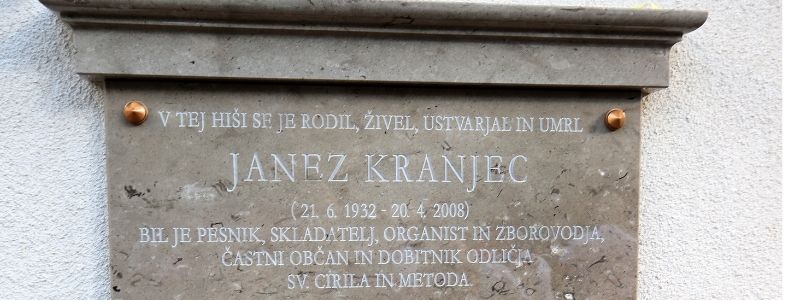 V TEJ HIŠI SE JE RODIL, ŽIVEL, USTVARJAL IN UMRL
JANEZ KRANJEC
(21. 6. 1932 - 20. 4. 2008)
BIL JE PESNIK, SKLADATELJ, ORGANIST IN ZBOROVODJA,
ČASTNI OBČAN IN DOBITNIK ODLIČJA
SV. CIRILA IN METODA